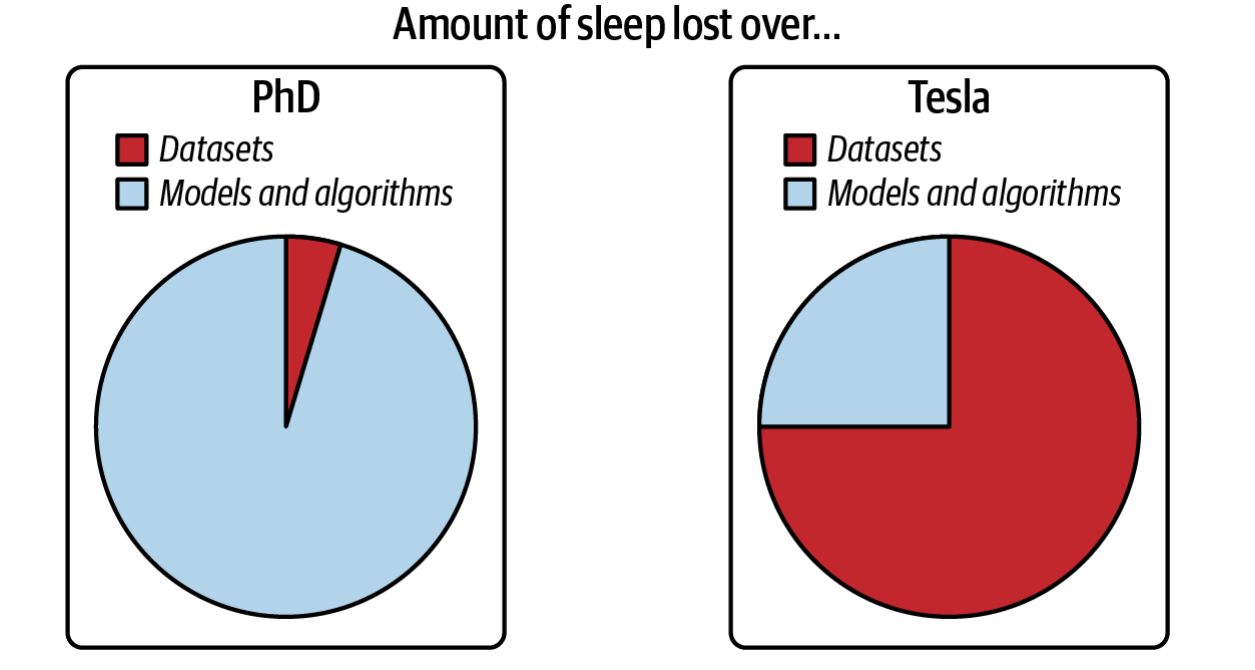 Amount of sleep lost over...
PhD
Datasets
Models and algorithms
Tesla
Datasets
Models and algorithms